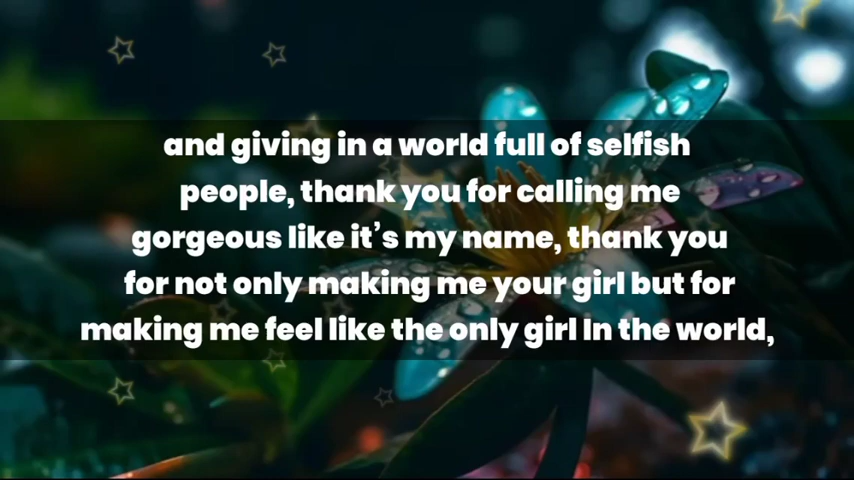 and giving in a world full of selfish
people, thank you for calling me
gorgeous like it's my name, thank you
for not only making me your girl but for
making me feel like the only girl In the world,